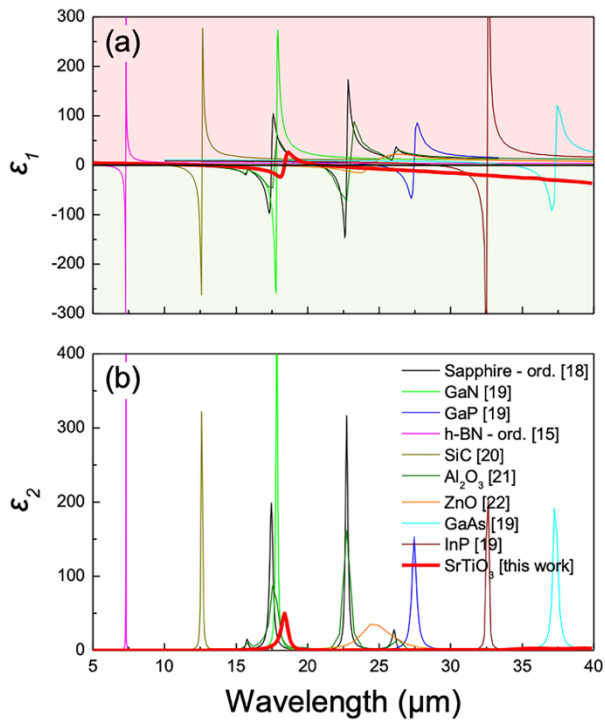 (a)
300
200
100
0
-100
-200
-300
ε1
(b)
400
300
200
100
0
ε2
Sapphire - ord. [18]
GaN [19]
GaP [19]
h-BN - ord. [15]
SiC [20]
Al2O3 [21]
ZnO [22]
GaAs [19]
InP [19]
SrTiO3 [this work]
5 10 15 20 25 30 35 40
Wavelength (μm)